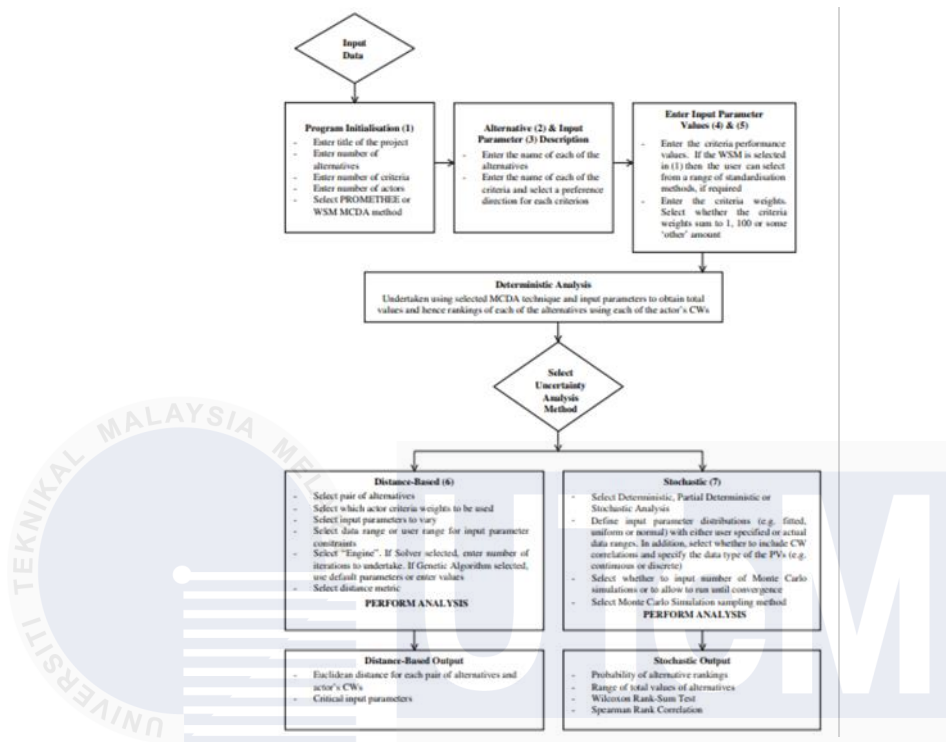 Input
Data
Program Initialisation (1)
- Enter title of the project
- Enter number of
alternatives
- Enter number of criteria
- Enter number of actors
- Select PROMETHEE or
WSM MCDA method
Alternative (2) & Input
Parameter (3) Description
- Enter the name of each of the
alternatives
- Enter the name of each of the
criteria and select a preference
direction for each criterion
Enter Input Parameter
Values (4) & (5)
- Enter the criteria performance
values. If the WSM is selected
in (1) then the user can select
from a range of standardisation
methods, if required
- Enter the criteria weights.
Select whether the criteria
weights sum to 1, 100 or some
'other' amount
Deterministic Analysis
Undertaken using selected MCDA technique and input parameters to obtain total
values and hence rankings of each of the alternatives using each of the actor's CWs
Select
Uncertainty
Analysis
Method
Distance-Based (6)
- Select pair of alternatives
- Select which actor criteria weights to be used
- Select input parameters to vary
- Select data range or user range for input parameter
constraints
- Select "Engine". If Solver selected, enter number of
iterations to undertake. If Genetic Algorithm selected,
use default parameters or enter values
- Select distance metric
PERFORM ANALYSIS
Stochastic (7)
- Select Deterministic, Partial Deterministic or
Stochastic Analysis
- Define input parameter distributions (e.g. fitted,
uniform or normal) with either user specified or actual
data ranges. In addition, select whether to include CW
correlations and specify the data type of the PVs (e.g.
continuous or discrete)
- Select whether to input number of Monte Carlo
simulations or to allow to run until convergence
- Select Monte Carlo Simulation sampling method
PERFORM ANALYSIS
Distance-Based Output
- Euclidean distance for each pair of alternatives and
actor's CWs
- Critical input parameters
Stochastic Output
- Probability of alternative rankings
- Range of total values of alternatives
- Wilcoxon Rank-Sum Test
- Spearman Rank Correlation
UNIVERSITI TEKNIKAL MALAYSIA
UTeM